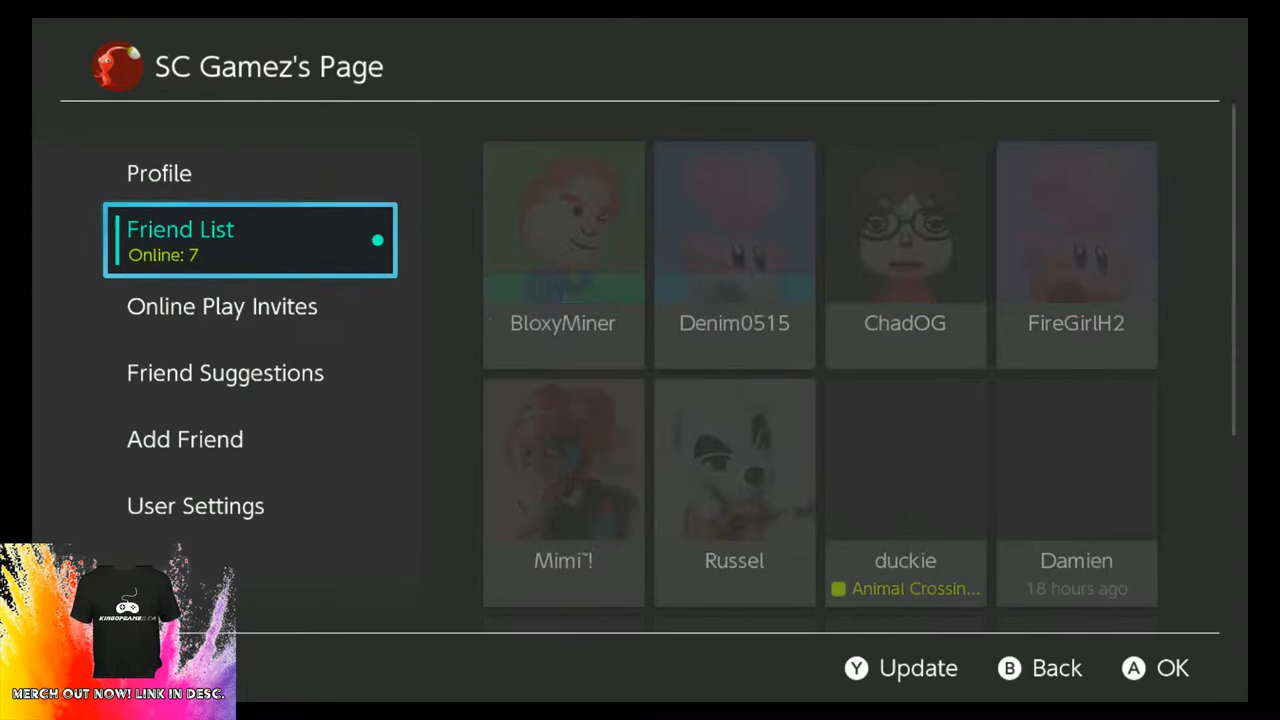 SC Gamez's Page
Profile
Friend List
Online: 7
Online Play Invites
Friend Suggestions
Add Friend
User Settings
BloxyMiner
Denim0515
ChadOG
FireGirlH2
Mimi~!
Russel
duckie
Animal Crossin...
Damien
18 hours ago
MERCH OUT NOW! LINK IN DESC.
Y Update
B Back
A OK